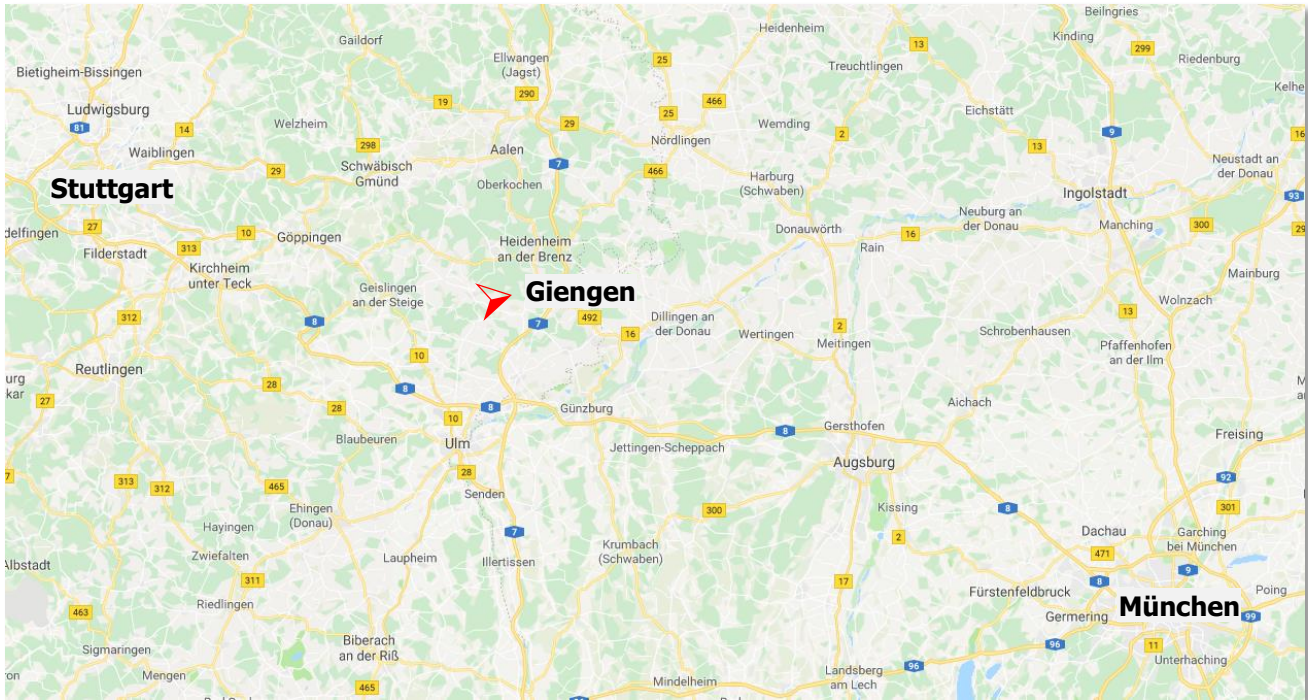 Beilngries
Gaildorf
Heidenheim
Kinding
13
299
Ellwangen
(Jagst)
25
Treuchtlingen
Riedenburg
Bietigheim-Bissingen
290
466
Eichstätt
Kelhe
Ludwigsburg
19
25
81
14
Welzheim
29
Wemding
2
9
16
298
Nördlingen
13
Waiblingen
Aalen
7
Schwäbisch
Gmünd
29
466
Neustadt an
der Donau
Stuttgart
Oberkochen
Harburg
(Schwaben)
Ingolstadt
93
27
Neuburg an
der Donau
Manching
300
29
delfingen
10
Göppingen
Heidenheim
an der Brenz
Donauwörth
16
Filderstadt
313
Rain
Kirchheim
unter Teck
Mainburg
Geislingen
an der Steige
Giengen
Wolnzach
312
8
7
492
Dillingen an
der Donau
13
16
Wertingen
2
Meitingen
Schrobenhausen
Pfaffenhofen
an der Ilm
10
Reutlingen
urg
kar
28
8
27
28
8
Günzburg
Aichach
10
8
Gersthofen
Blaubeuren
Ulm
Jettingen-Scheppach
Freising
Augsburg
28
7
313
312
465
Senden
92
Ehingen
(Donau)
300
Kissing
8
301
Hayingen
7
Dachau
Garching
bei München
2
Zwiefalten
Laupheim
Illertissen
Krumbach
(Schwaben)
471
Albstadt
9
311
17
8
Fürstenfeldbruck
Poing
Riedlingen
München
463
Germering
99
Biberach
an der Riß
96
11
Sigmaringen
Unterhaching
Mengen
96
Landsberg
am Lech
465
Mindelheim
ron